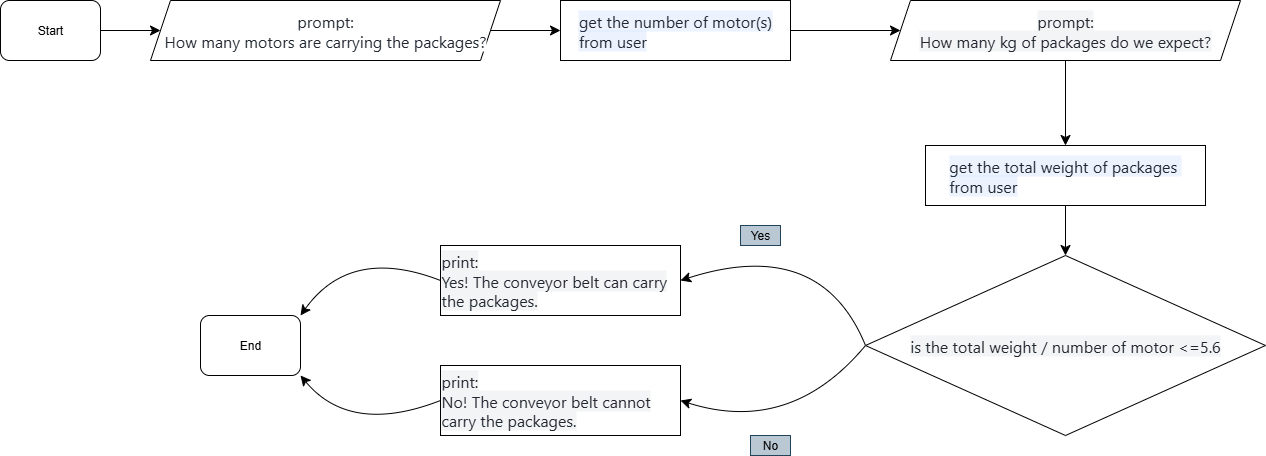 Start
prompt:
How many motors are carrying the packages?
get the number of motor(s)
from user
prompt:
How many kg of packages do we expect?
get the total weight of packages
from user
is the total weight / number of motor <=5.6
Yes
print:
Yes! The conveyor belt can carry
the packages.
No
print:
No! The conveyor belt cannot
carry the packages.
End